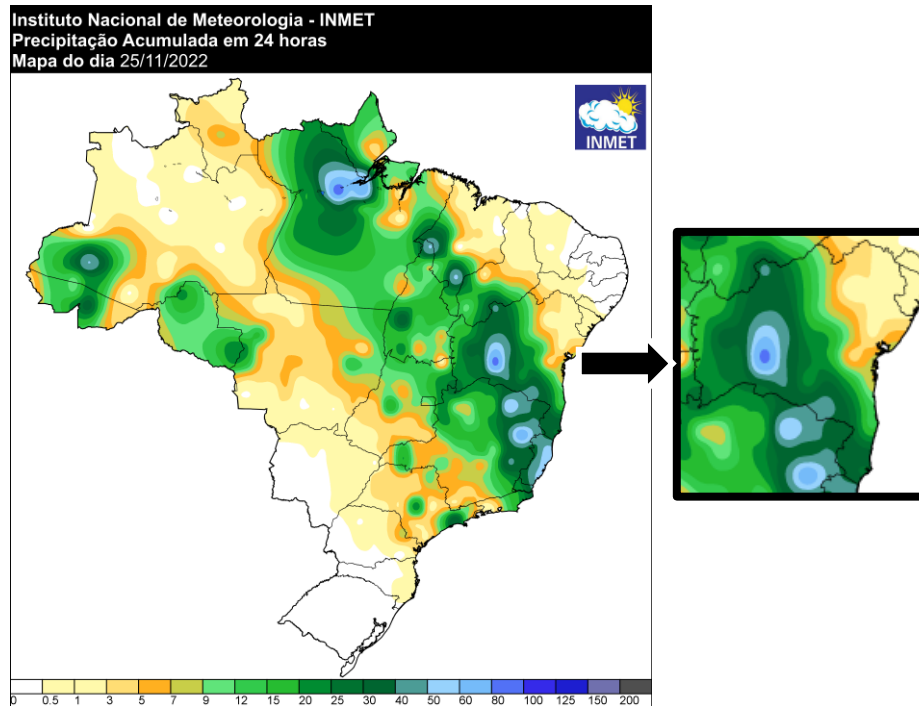 Instituto Nacional de Meteorologia - INMET
Precipitação Acumulada em 24 horas
Mapa do dia 25/11/2022
INMET
0 0.5 1 3 5 7 9 12 15 20 25 30 40 50 60 80 100 125 150 200